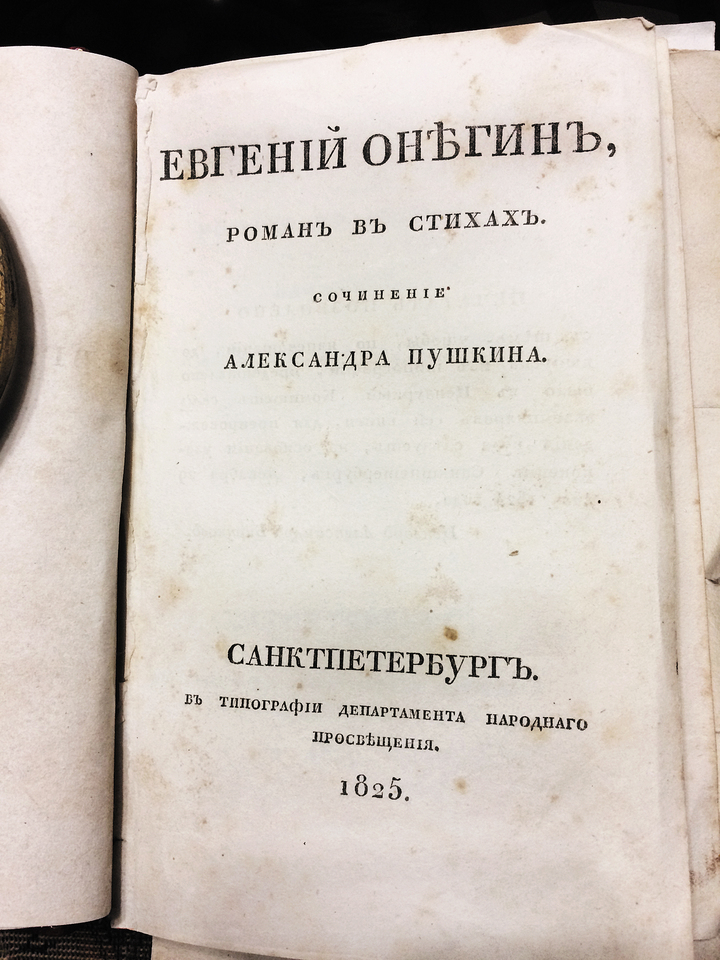 ЕВГЕНІЙ ОНѢГИНЪ,
РОМАНЪ ВЪ СТИХАХЪ.
СОЧИНЕНІЕ
АЛЕКСАНДРА ПУШКИНА.
САНКТПЕТЕРБУРГЪ.
ВЪ ТИПОГРАФІИ ДЕПАРТАМЕНТА НАРОДНАГО
ПРОСВѢЩЕНІЯ.
1825.